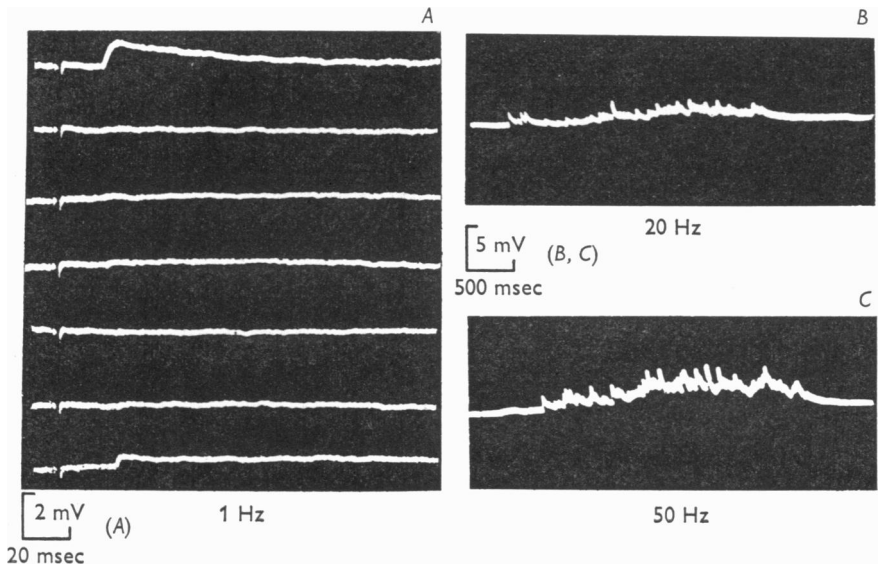 A
B
20 Hz
5 mV
(B, C)
500 msec
C
2 mV
(A)
1 Hz
20 msec
50 Hz